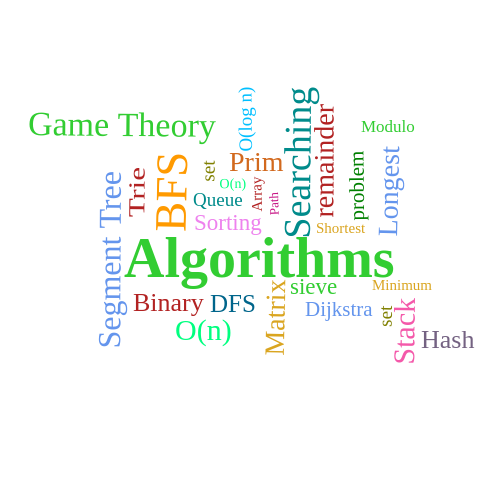 Game Theory
O(log n)
Searching
remainder
Modulo
Trie
BFS
set
Prim
O(n)
Array
Path
problem
Longest
Segment Tree
Queue
Sorting
Shortest
Algorithms
Binary
DFS
Matrix
sieve
Dijkstra
Minimum
set
Stack
O(n)
Hash